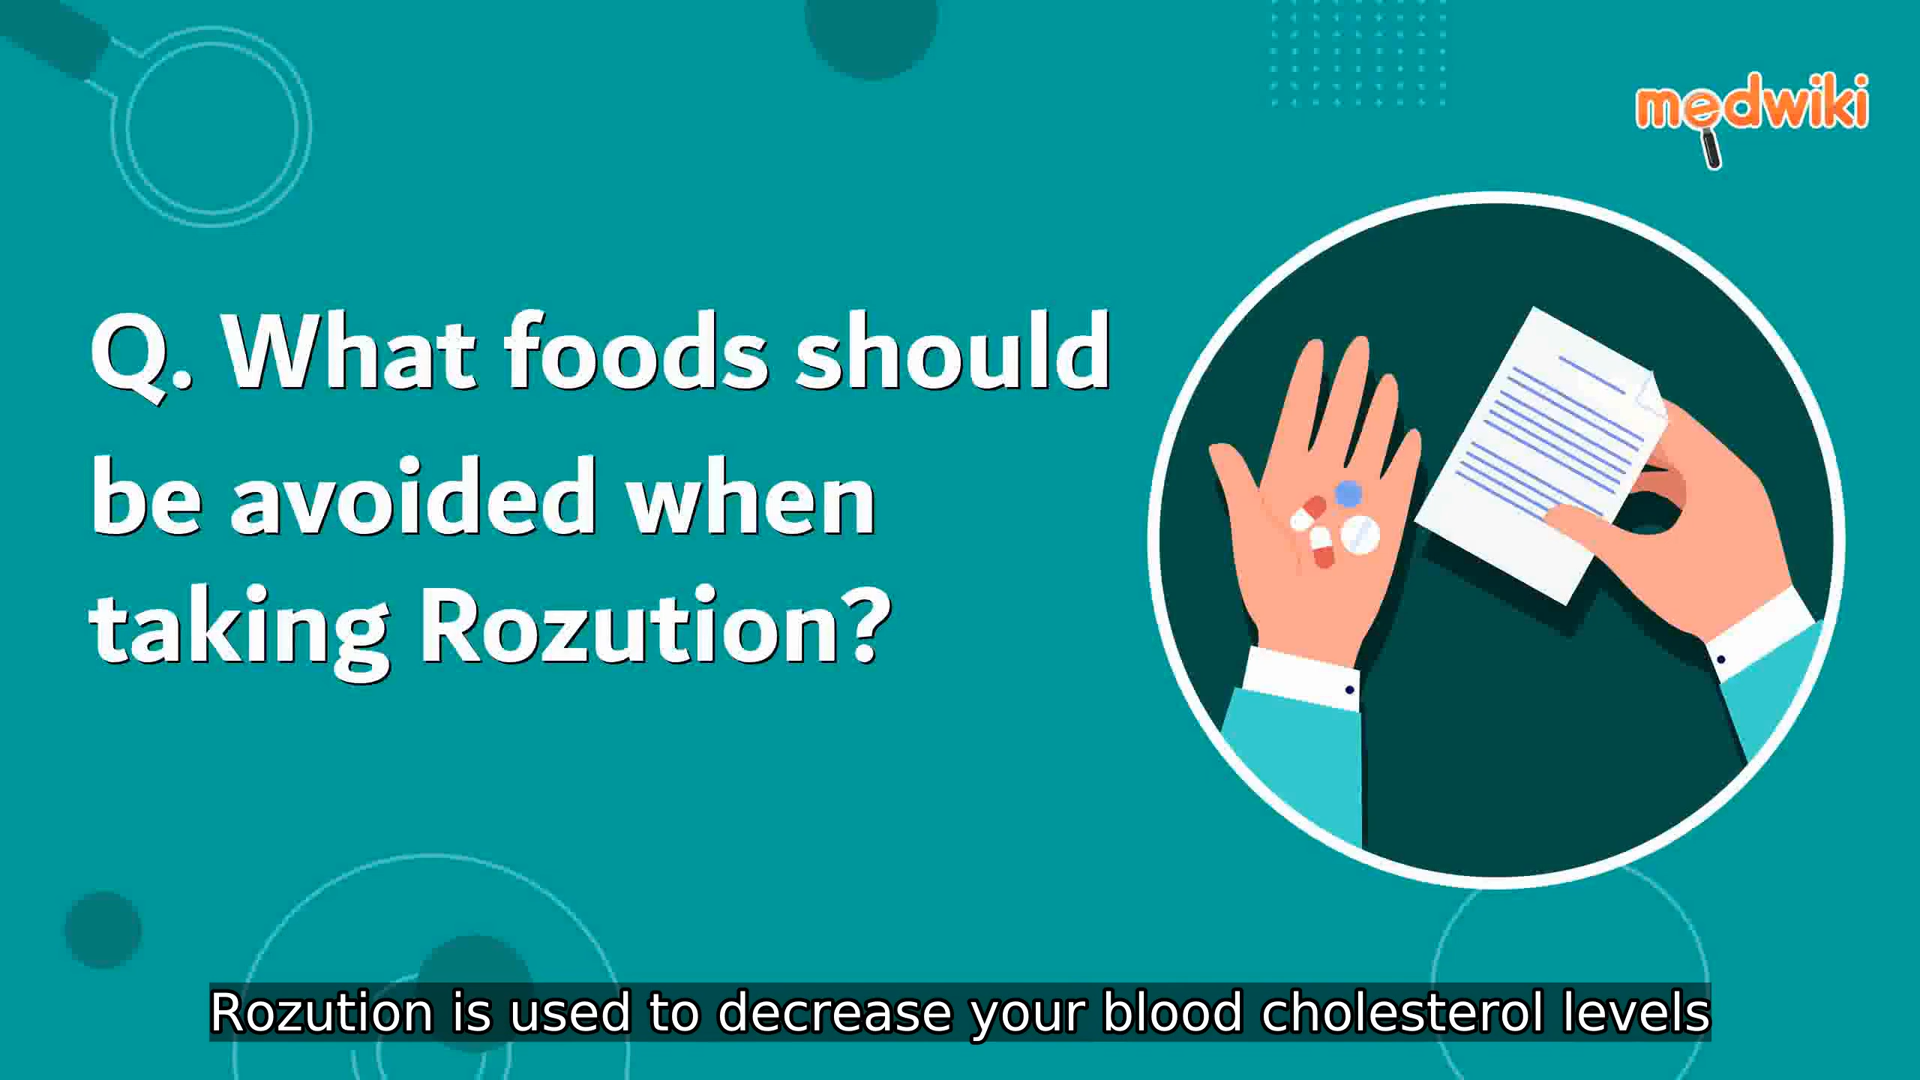 medwiki
Q. What foods should
be avoided when
taking Rozution?
Rozution is used to decrease your blood cholesterol levels